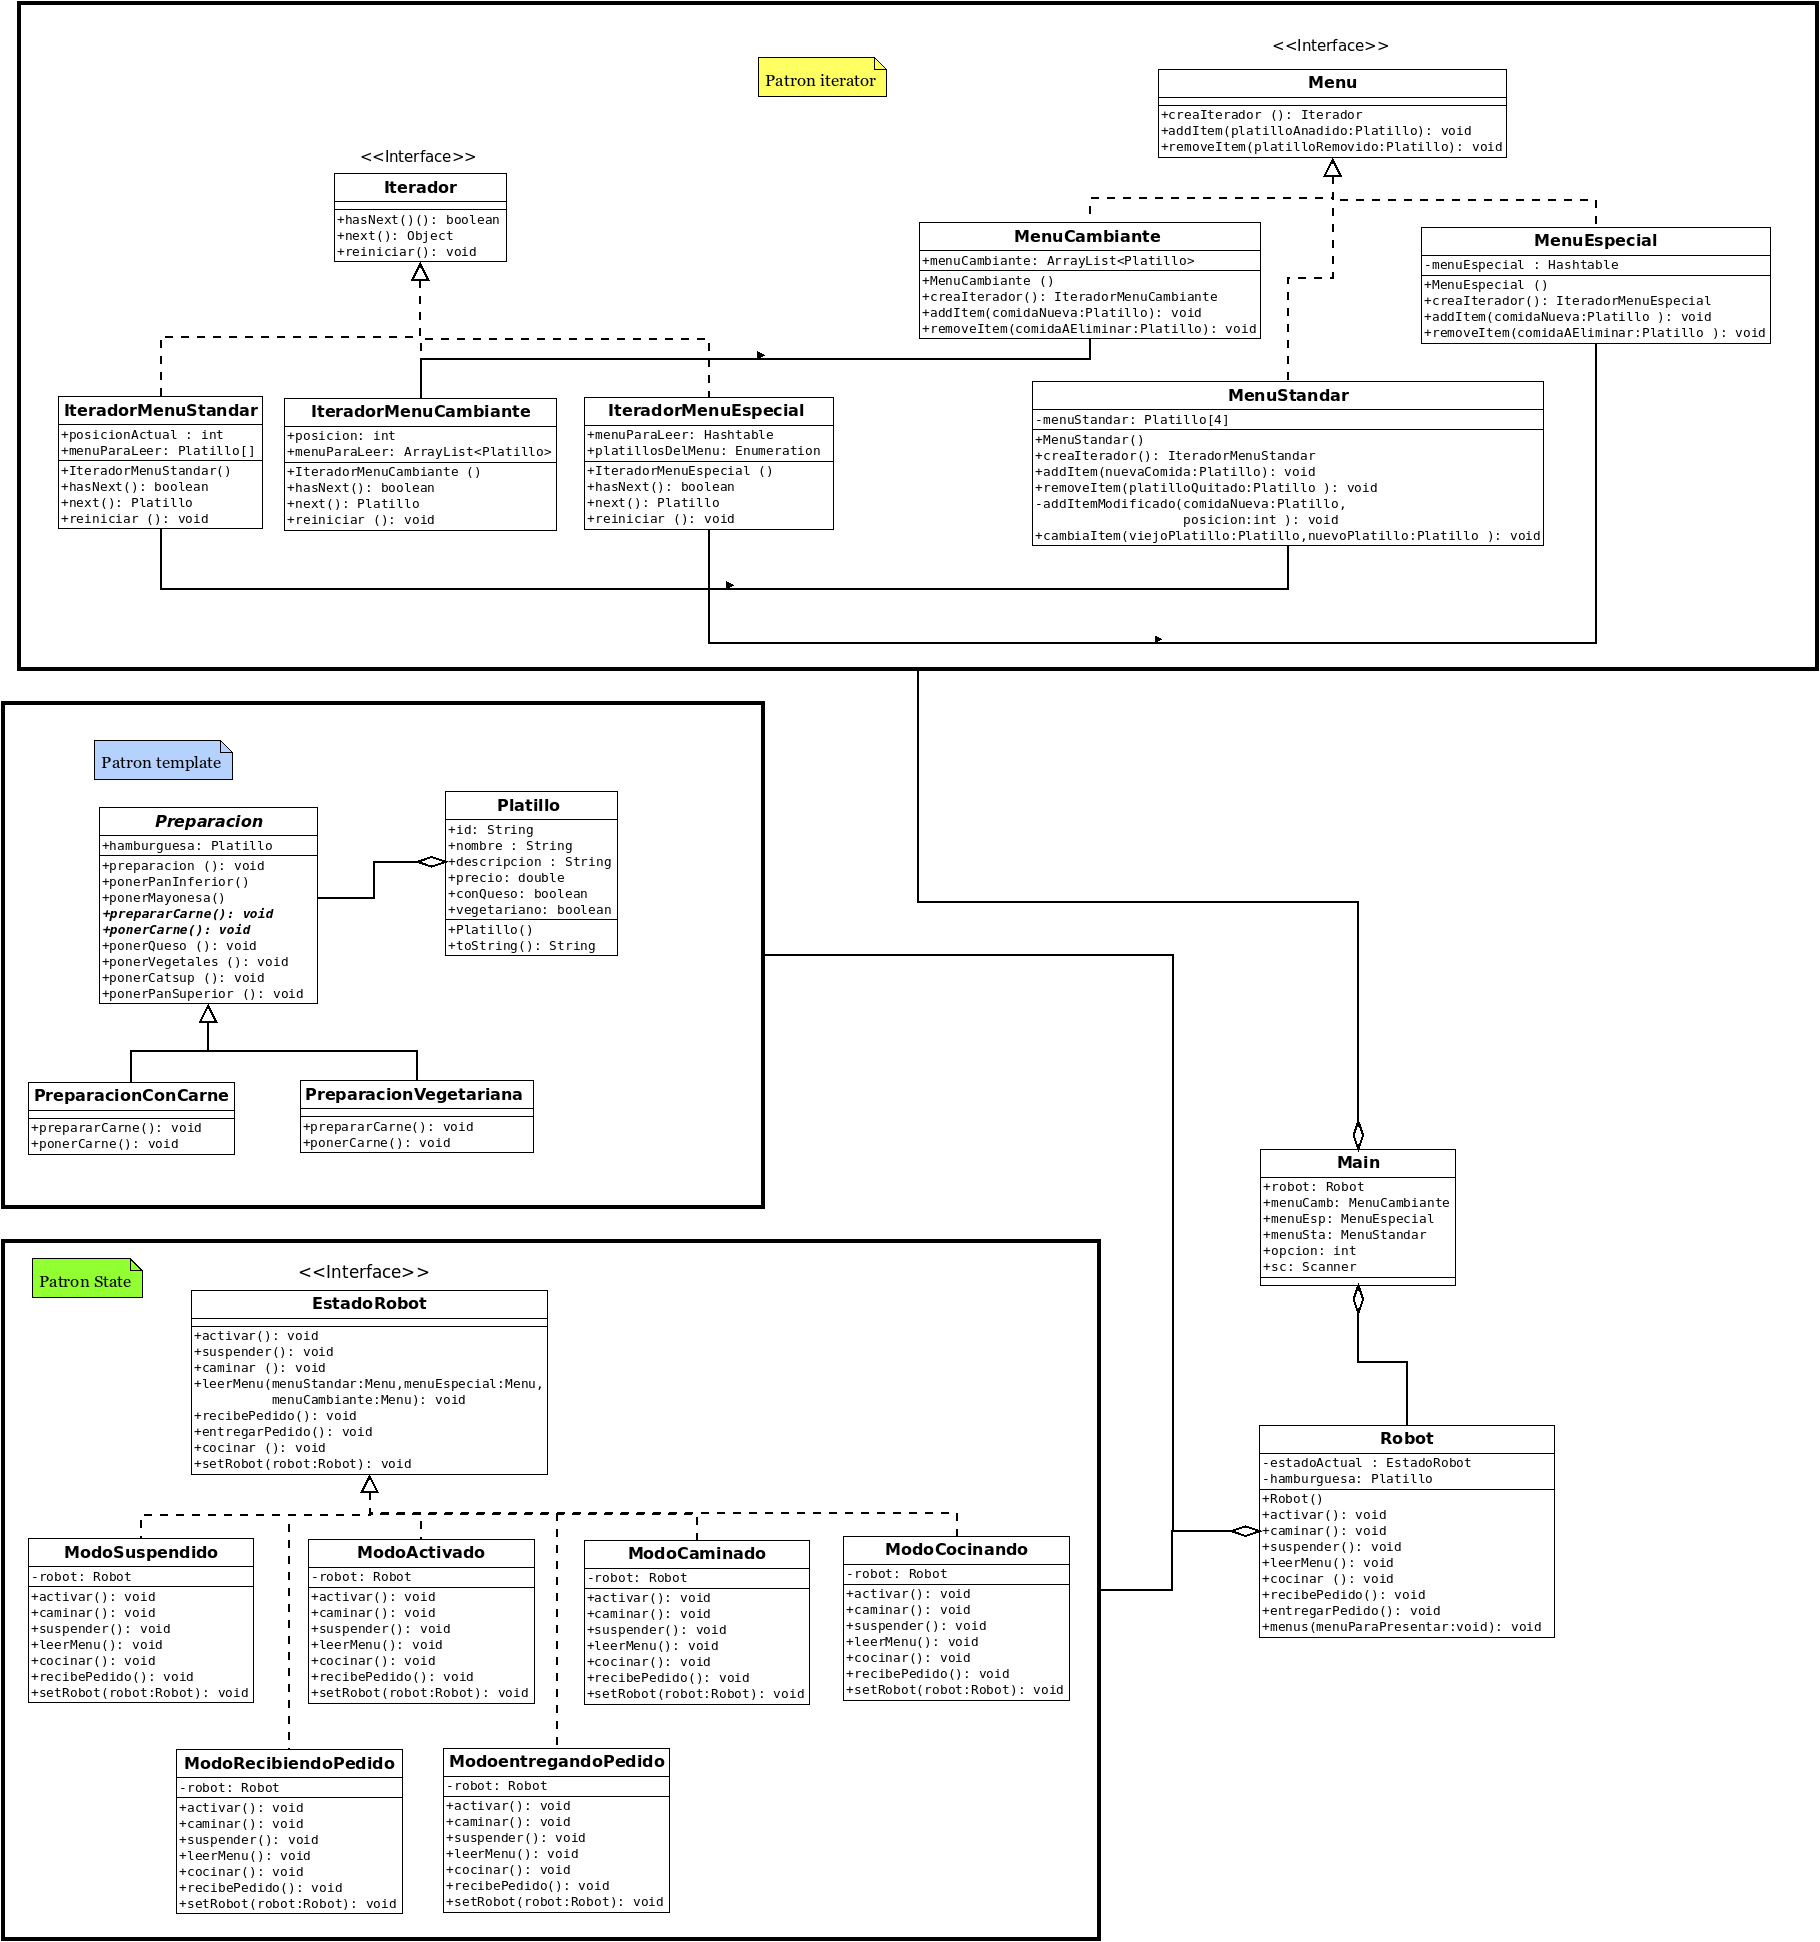 Patron iterator
<<Interface>>
Menu
+creaIterador (): Iterador
+addItem(platilloAnadido:Platillo): void
+removeItem(platilloRemovido:Platillo): void
<<Interface>>
Iterador
+hasNext()(): boolean
+next(): Object
+reiniciar(): void
MenuCambiante
+menuCambiante: ArrayList<Platillo>
+MenuCambiante ()
+creaIterador(): IteradorMenuCambiante
+addItem(comidaNueva:Platillo): void
+removeItem(comidaAEliminar:Platillo): void
MenuEspecial
-menuEspecial : Hashtable
+MenuEspecial ()
+creaIterador(): IteradorMenuEspecial
+addItem(comidaNueva:Platillo ): void
+removeItem(comidaAEliminar:Platillo ): void
IteradorMenuStandar
+posicionActual : int
+menuParaLeer: Platillo[]
+IteradorMenuStandar()
+hasNext(): boolean
+next(): Platillo
+reiniciar (): void
IteradorMenuCambiante
+posicion: int
+menuParaLeer: ArrayList<Platillo>
+IteradorMenuCambiante ()
+hasNext(): boolean
+next(): Platillo
+reiniciar (): void
IteradorMenuEspecial
+menuParaLeer: Hashtable
+platillosDelMenu: Enumeration
+IteradorMenuEspecial ()
+hasNext(): boolean
+next(): Platillo
+reiniciar (): void
MenuStandar
-menuStandar: Platillo[4]
+MenuStandar()
+creaIterador(): IteradorMenuStandar
+addItem(nuevaComida:Platillo): void
+removeItem(platilloQuitado:Platillo ): void
-addItemModificado(comidaNueva:Platillo,
posicion:int ): void
+cambiaItem(viejoPlatillo:Platillo,nuevoPlatillo:Platillo ): void
Patron template
Preparacion
+hamburguesa: Platillo
+preparacion (): void
+ponerPanInferior()
+ponerMayonesa()
+prepararCarne(): void
+ponerCarne(): void
+ponerQueso (): void
+ponerVegetales (): void
+ponerCatsup (): void
+ponerPanSuperior (): void
Platillo
+id: String
+nombre : String
+descripcion : String
+precio: double
+conQueso: boolean
+vegetariano: boolean
+Platillo()
+toString(): String
PreparacionConCarne
+prepararCarne(): void
+ponerCarne(): void
PreparacionVegetariana
+prepararCarne(): void
+ponerCarne(): void
Main
+robot: Robot
+menuCamb: MenuCambiante
+menuEsp: MenuEspecial
+menuSta: MenuStandar
+opcion: int
+sc: Scanner
Patron State
<<Interface>>
EstadoRobot
+activar(): void
+suspender(): void
+caminar (): void
+leerMenu(menuStandar:Menu,menuEspecial:Menu,
menuCambiante:Menu): void
+recibePedido(): void
+entregarPedido(): void
+cocinar (): void
+setRobot(robot:Robot): void
Robot
-estadoActual : EstadoRobot
-hamburguesa: Platillo
+Robot()
+activar(): void
+caminar(): void
+suspender(): void
+leerMenu(): void
+cocinar (): void
+recibePedido(): void
+entregarPedido(): void
+menus(menuParaPresentar:void): void
ModoSuspendido
-robot: Robot
+activar(): void
+caminar(): void
+suspender(): void
+leerMenu(): void
+cocinar(): void
+recibePedido(): void
+setRobot(robot:Robot): void
ModoActivado
-robot: Robot
+activar(): void
+caminar(): void
+suspender(): void
+leerMenu(): void
+cocinar(): void
+recibePedido(): void
+setRobot(robot:Robot): void
ModoCaminado
-robot: Robot
+activar(): void
+caminar(): void
+suspender(): void
+leerMenu(): void
+cocinar(): void
+recibePedido(): void
+setRobot(robot:Robot): void
ModoCocinando
-robot: Robot
+activar(): void
+caminar(): void
+suspender(): void
+leerMenu(): void
+cocinar(): void
+recibePedido(): void
+setRobot(robot:Robot): void
ModoRecibiendoPedido
-robot: Robot
+activar(): void
+caminar(): void
+suspender(): void
+leerMenu(): void
+cocinar(): void
+recibePedido(): void
+setRobot(robot:Robot): void
ModoentregandoPedido
-robot: Robot
+activar(): void
+caminar(): void
+suspender(): void
+leerMenu(): void
+cocinar(): void
+recibePedido(): void
+setRobot(robot:Robot): void